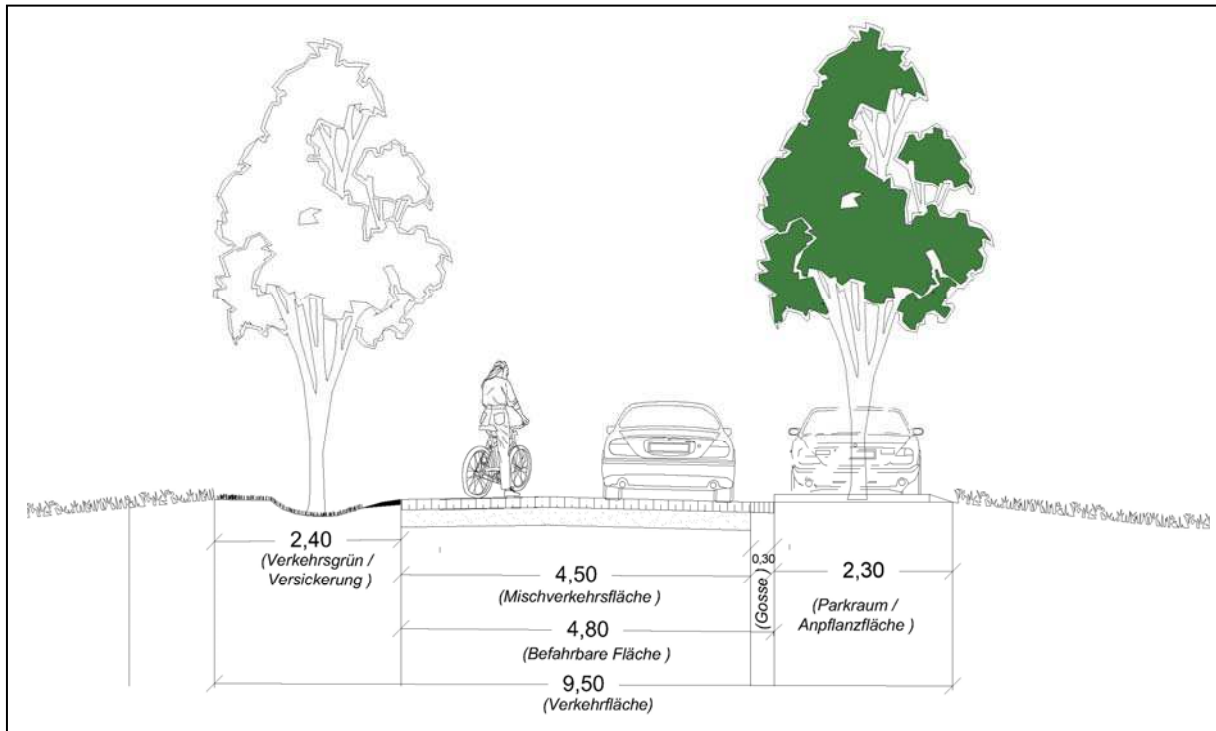 2,40
(Verkehrsgrün /
Versickerung )
4,50
(Mischverkehrsfläche )
0,30
(Gosse )
2,30
(Parkraum /
Anpflanzfläche )
4,80
(Befahrbare Fläche )
9,50
(Verkehrfläche)